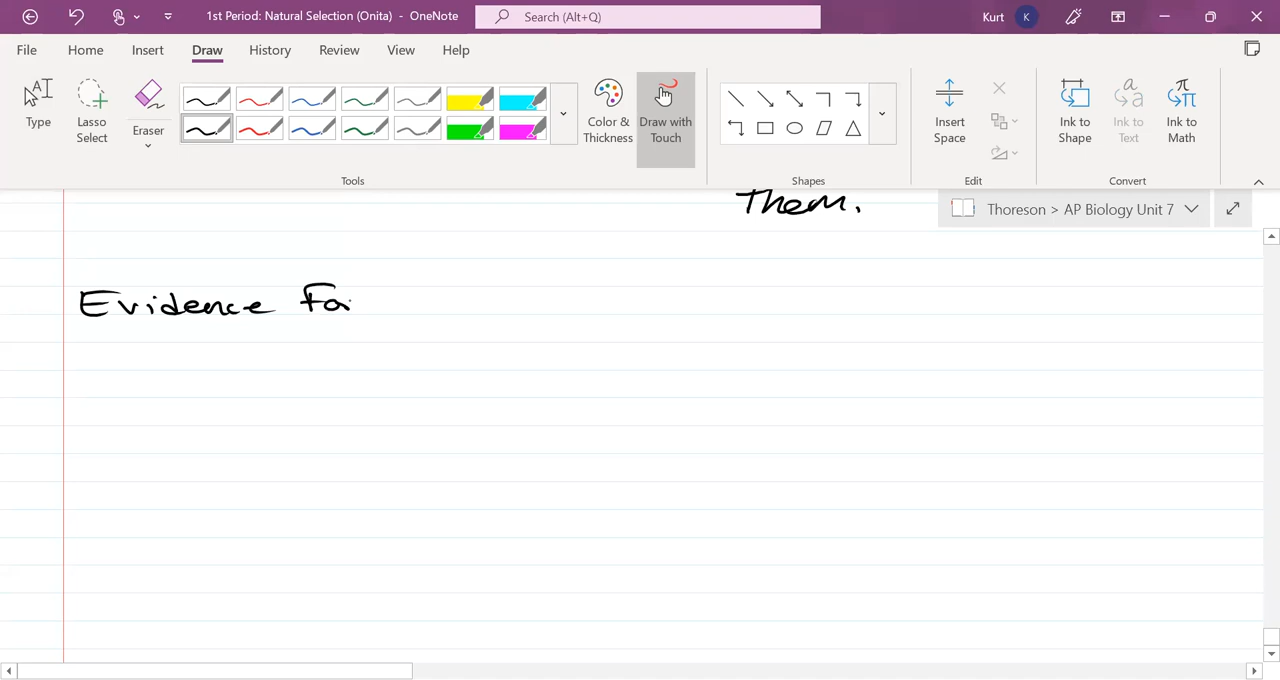 1st Period: Natural Selection (Onita) - OneNote
Search (Alt+Q)
Kurt K
File Home Insert Draw History Review View Help
Type
Lasso Select
Eraser
Color & Thickness
Draw with Touch
Insert Space
Ink to Shape
Ink to Text
Ink to Math
Tools Shapes Edit Convert
Them.
Thoreson > AP Biology Unit 7
Evidence Fo